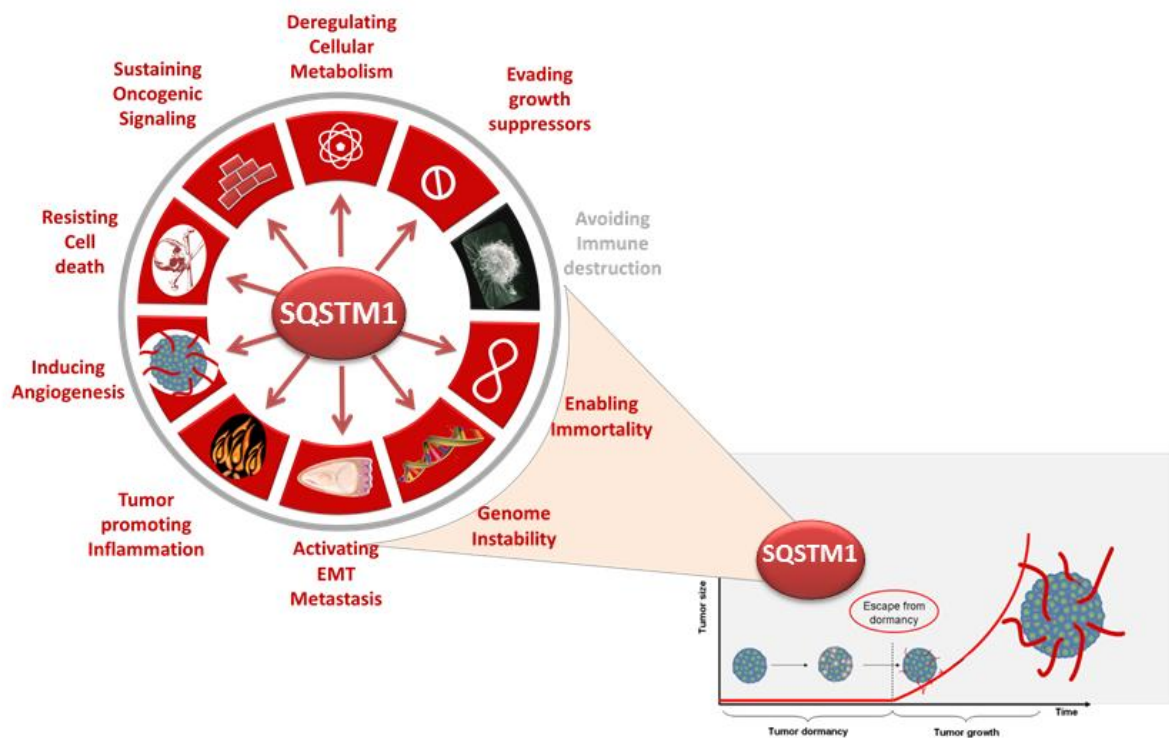 Deregulating
Cellular
Metabolism
Sustaining
Oncogenic
Signaling
Evading
growth
suppressors
Resisting
Cell
death
Avoiding
Immune
destruction
SQSTM1
Inducing
Angiogenesis
Enabling
Immortality
Tumor
promoting
Inflammation
Genome
Instability
Activating
EMT
Metastasis
SQSTM1
Tumor size
Escape from
dormancy
Time
Tumor dormancy
Tumor growth